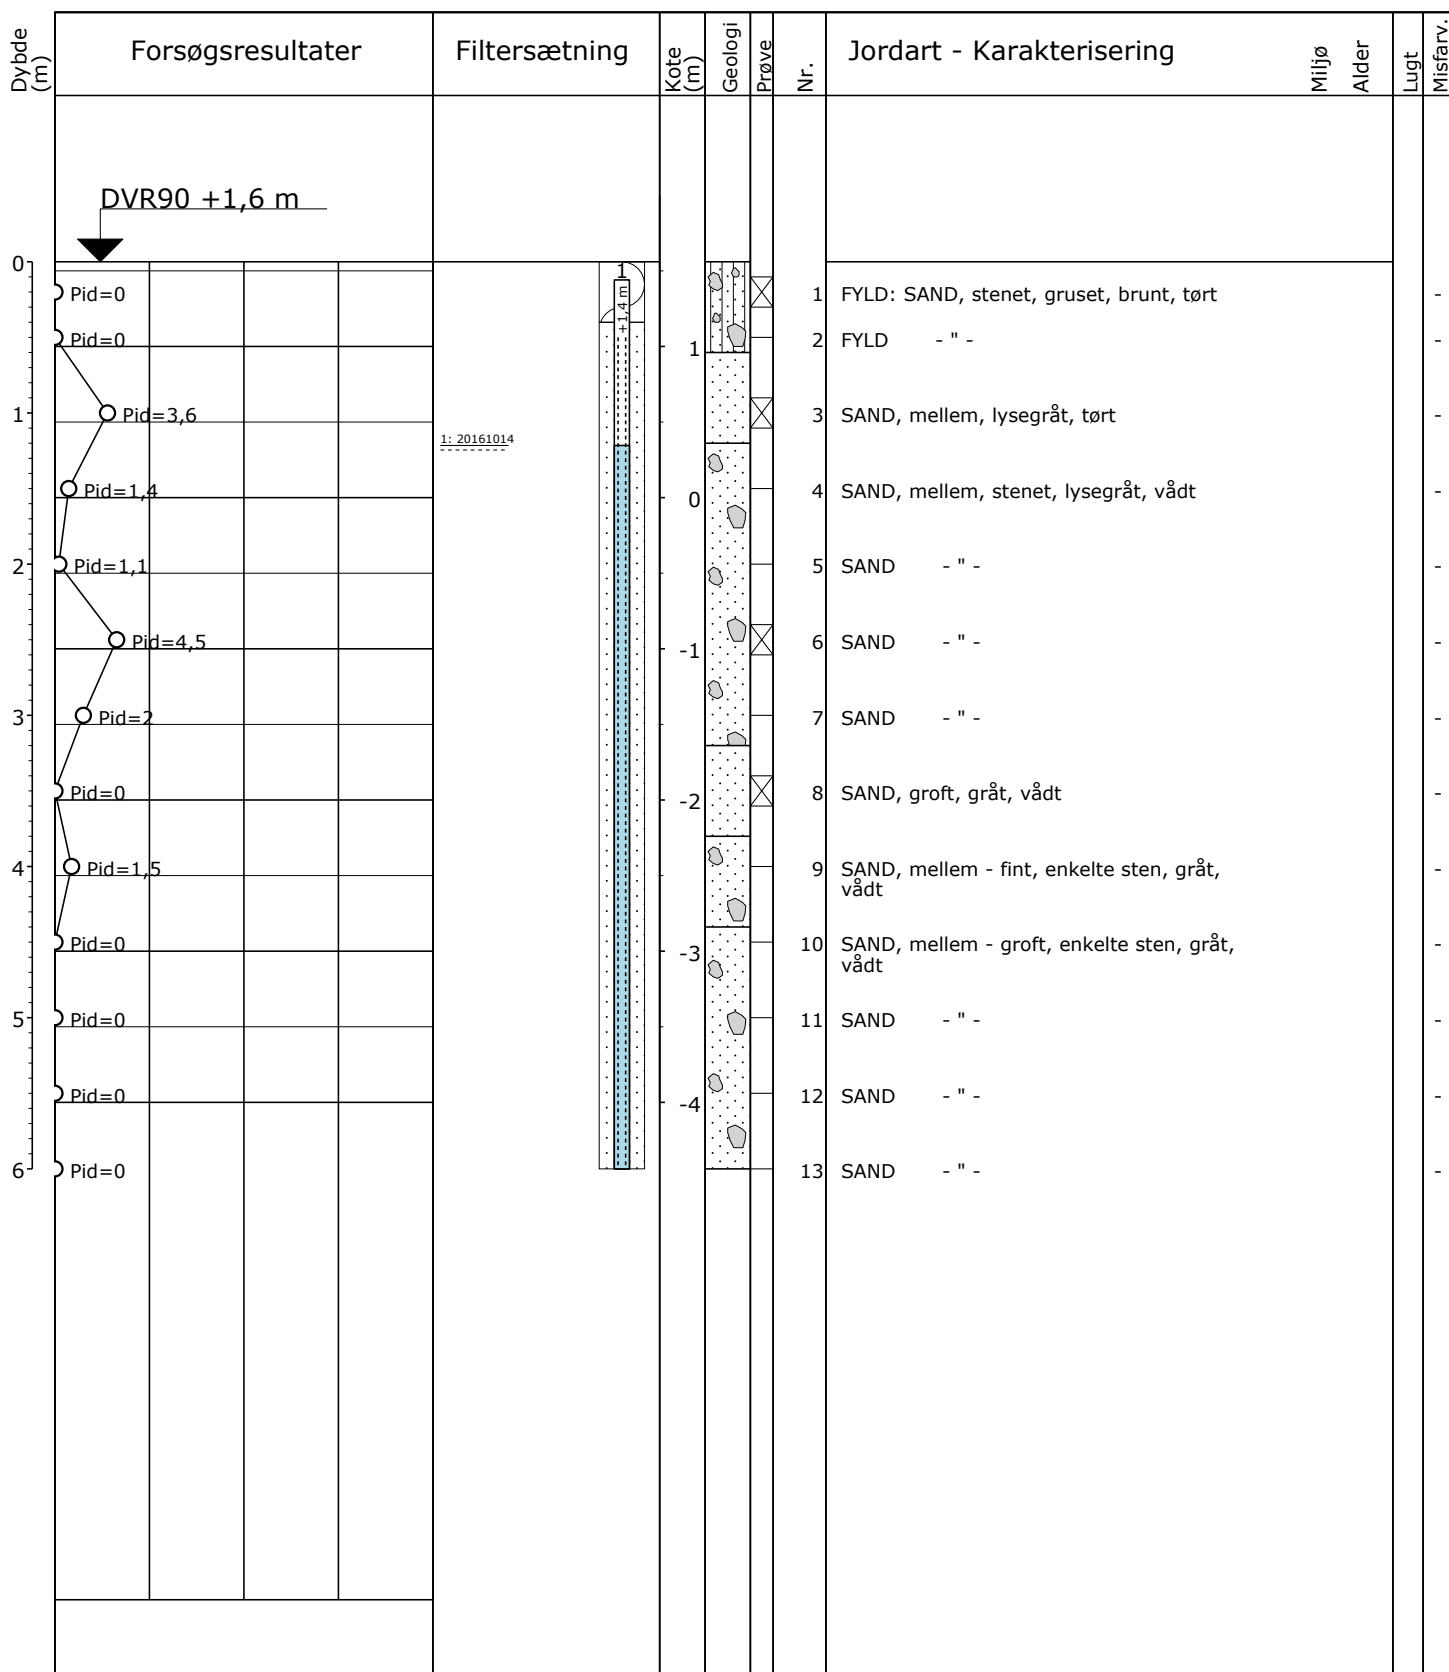 Dybde (m)
Forsøgsresultater
Filtersætning
Kote (m)
Geologi
Prøve
Nr.
Jordart - Karakterisering
Miljø
Alder
Lugt
Misfarv.
DVR90 +1,6 m
0
1
+1,4 m
Pid=0
1 FYLD: SAND, stenet, gruset, brunt, tørt -
Pid=0
1
2 FYLD - " - -
1
Pid=3,6
3 SAND, mellem, lysegråt, tørt -
1: 20161014
Pid=1,4
0
4 SAND, mellem, stenet, lysegråt, vådt -
2
Pid=1,1
5 SAND - " - -
Pid=4,5
-1
6 SAND - " - -
3
Pid=2
7 SAND - " - -
Pid=0
-2
8 SAND, groft, gråt, vådt -
4
Pid=1,5
9 SAND, mellem - fint, enkelte sten, gråt, -
vådt
Pid=0
-3
10 SAND, mellem - groft, enkelte sten, gråt, -
vådt
5
Pid=0
11 SAND - " - -
Pid=0
-4
12 SAND - " - -
6
Pid=0
13 SAND - " - -